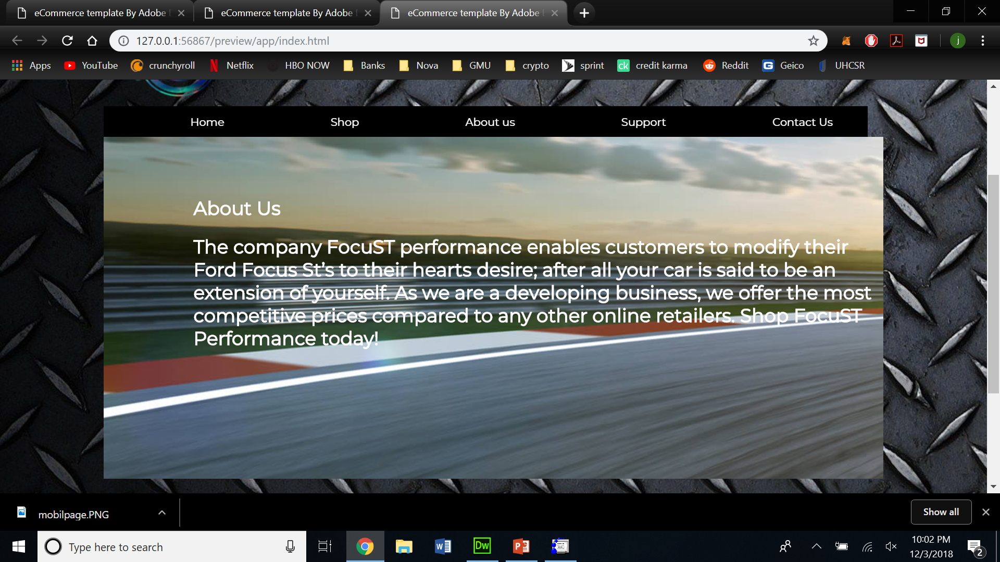 eCommerce template By Adobe
eCommerce template By Adobe
eCommerce template By Adobe
127.0.0.1:56867/preview/app/index.html
j
Apps YouTube crunchyroll Netflix HBO NOW Banks Nova GMU crypto sprint ck credit karma Reddit G Geico UHCSR
Home Shop About us Support Contact Us
About Us
The company FocuST performance enables customers to modify their
Ford Focus St’s to their hearts desire; after all your car is said to be an
extension of yourself. As we are a developing business, we offer the most
competitive prices compared to any other online retailers. Shop FocuST
Performance today!
mobilpage.PNG
Show all
Type here to search
Dw
10:02 PM
12/3/2018
2